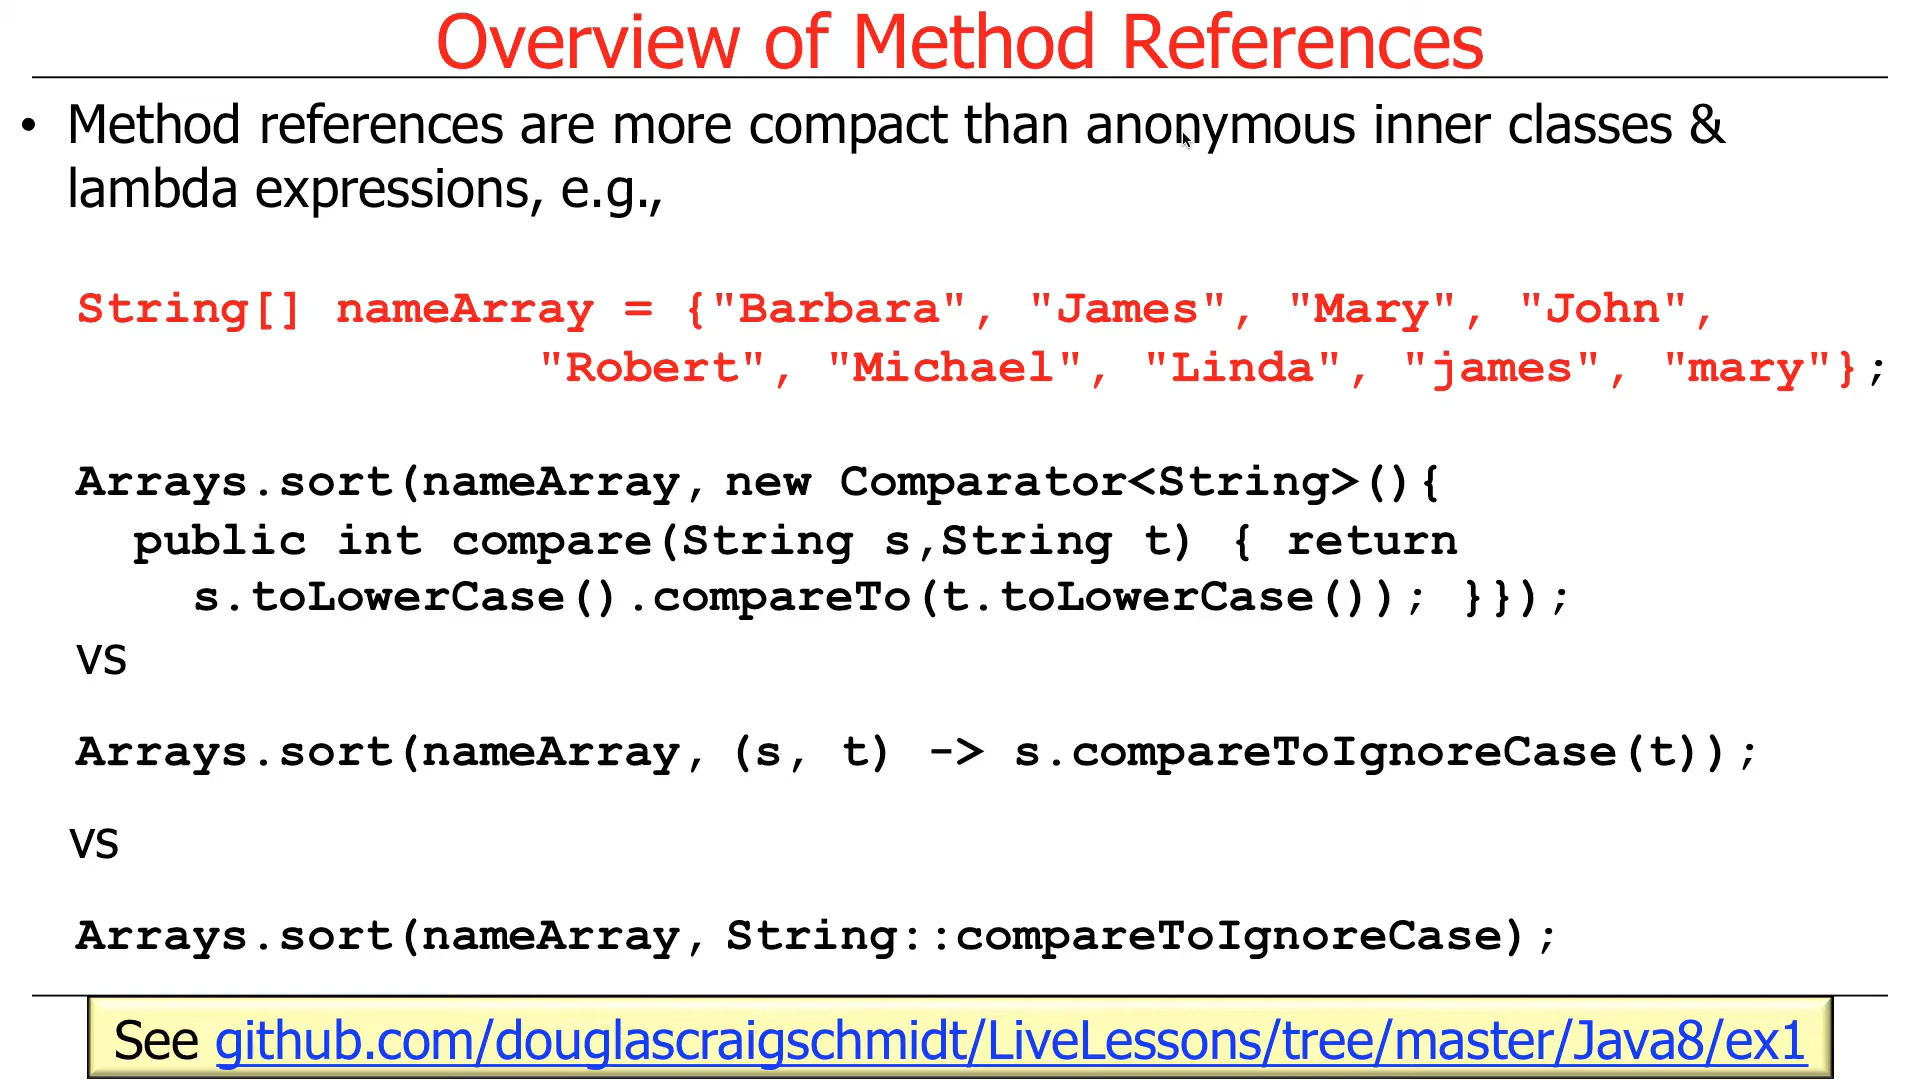 Overview of Method References
• Method references are more compact than anonymous inner classes &
lambda expressions, e.g.,
String[] nameArray = {"Barbara", "James", "Mary", "John",
"Robert", "Michael", "Linda", "james", "mary"};
Arrays.sort(nameArray, new Comparator<String>(){
public int compare(String s,String t) { return
s.toLowerCase().compareTo(t.toLowerCase()); }});
vs
Arrays.sort(nameArray, (s, t) -> s.compareToIgnoreCase(t));
vs
Arrays.sort(nameArray, String::compareToIgnoreCase);
See github.com/douglascraigschmidt/LiveLessons/tree/master/Java8/ex1